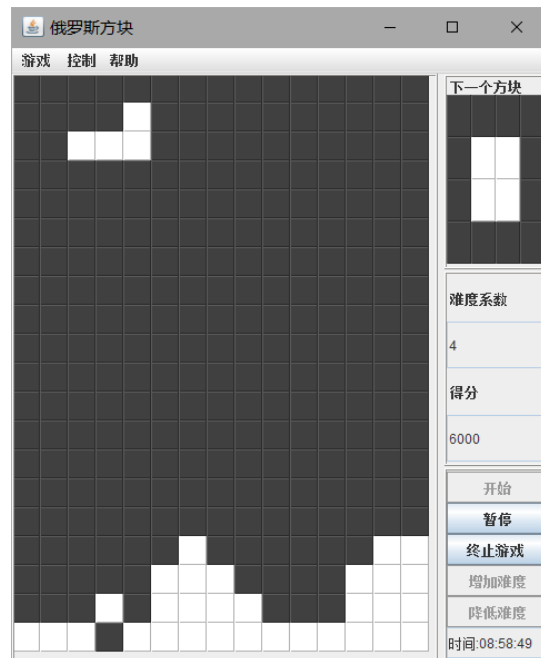 俄罗斯方块
游戏 控制 帮助
下一个方块
难度系数
4
得分
6000
开始
暂停
终止游戏
增加难度
降低难度
时间:08:58:49